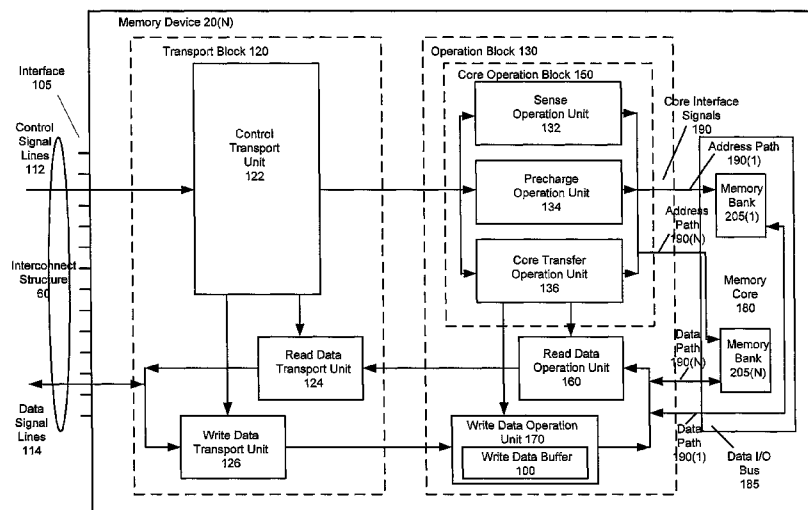 Memory Device 20(N)
Transport Block 120
Operation Block 130
Core Operation Block 150
Interface
105
Control
Signal
Lines
112
Control
Transport
Unit
122
Sense
Operation Unit
132
Precharge
Operation Unit
134
Core Transfer
Operation Unit
136
Core Interface
Signals
190
Address Path
190(1)
Address
Path
190(N)
Memory
Bank
205(1)
Memory
Core
180
Memory
Bank
205(N)
Interconnect
Structure
60
Read Data
Transport Unit
124
Read Data
Operation Unit
160
Data
Path
190(N)
Data
Signal
Lines
114
Write Data
Transport Unit
126
Write Data Operation
Unit 170
Write Data Buffer
100
Data
Path
190(1)
Data I/O
Bus
185